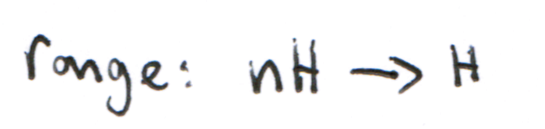 range: nH → H